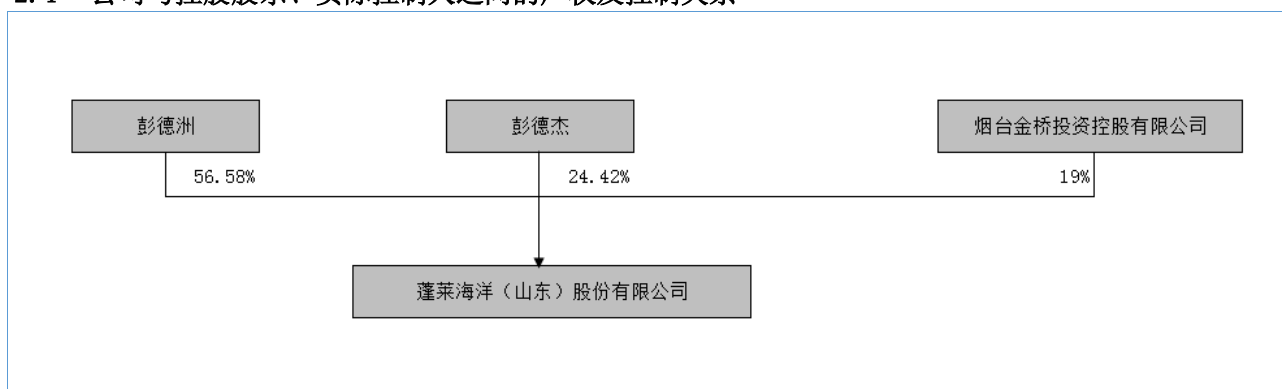 彭德洲
彭德杰
烟台金桥投资控股有限公司
56.58%
24.42%
19%
蓬莱海洋（山东）股份有限公司